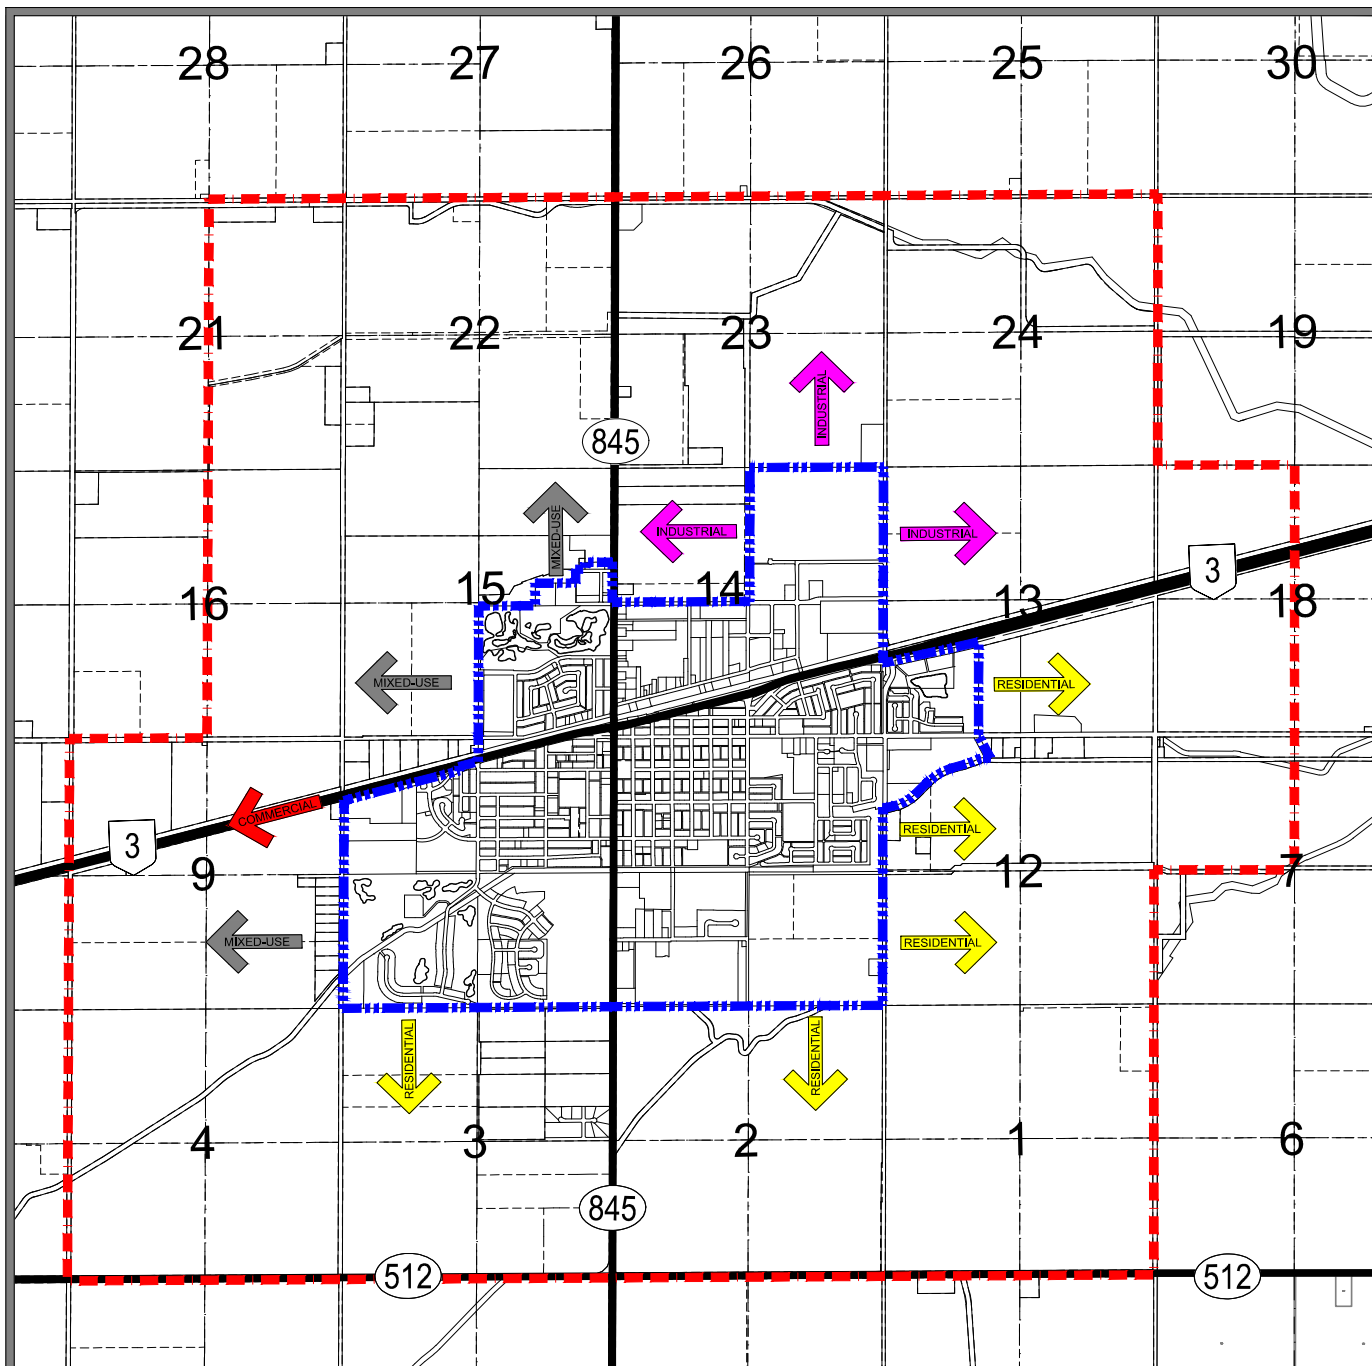 28 27 26 25 30
21 22 23 24 19
INDUSTRIAL
845
MIXED-USE
INDUSTRIAL
INDUSTRIAL
3
16 15 14 13 18
MIXED-USE
RESIDENTIAL
COMMERCIAL
3
RESIDENTIAL
9 12 7
MIXED-USE
RESIDENTIAL
RESIDENTIAL
RESIDENTIAL
4 3 2 1 6
845
512 512